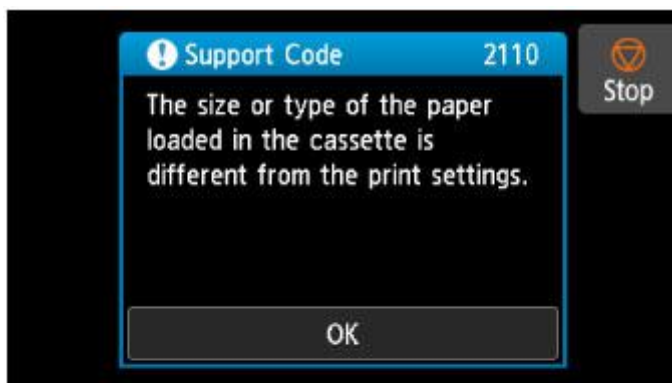 Support Code 2110
Stop
The size or type of the paper
loaded in the cassette is
different from the print settings.
OK